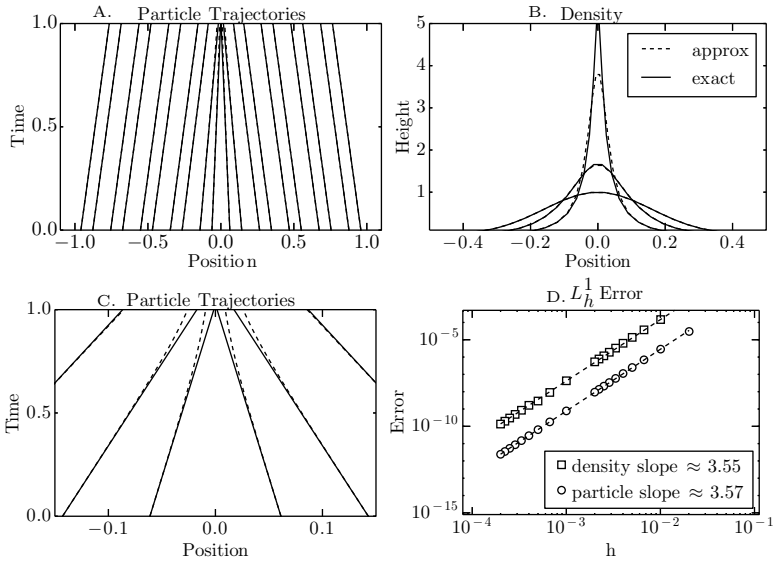 A. Particle Trajectories
1.0
0.5
0.0
Time
−1.0 −0.5 0.0 0.5 1.0
Position
B. Density
5
4
3
2
1
Height
approx
exact
−0.4 −0.2 0.0 0.2 0.4
Position
C. Particle Trajectories
1.0
0.5
0.0
Time
−0.1 0.0 0.1
Position
D. L_h^1 Error
10^−5
10^−10
10^−15
Error
density slope ≈ 3.55
particle slope ≈ 3.57
10^−4 10^−3 10^−2 10^−1
h